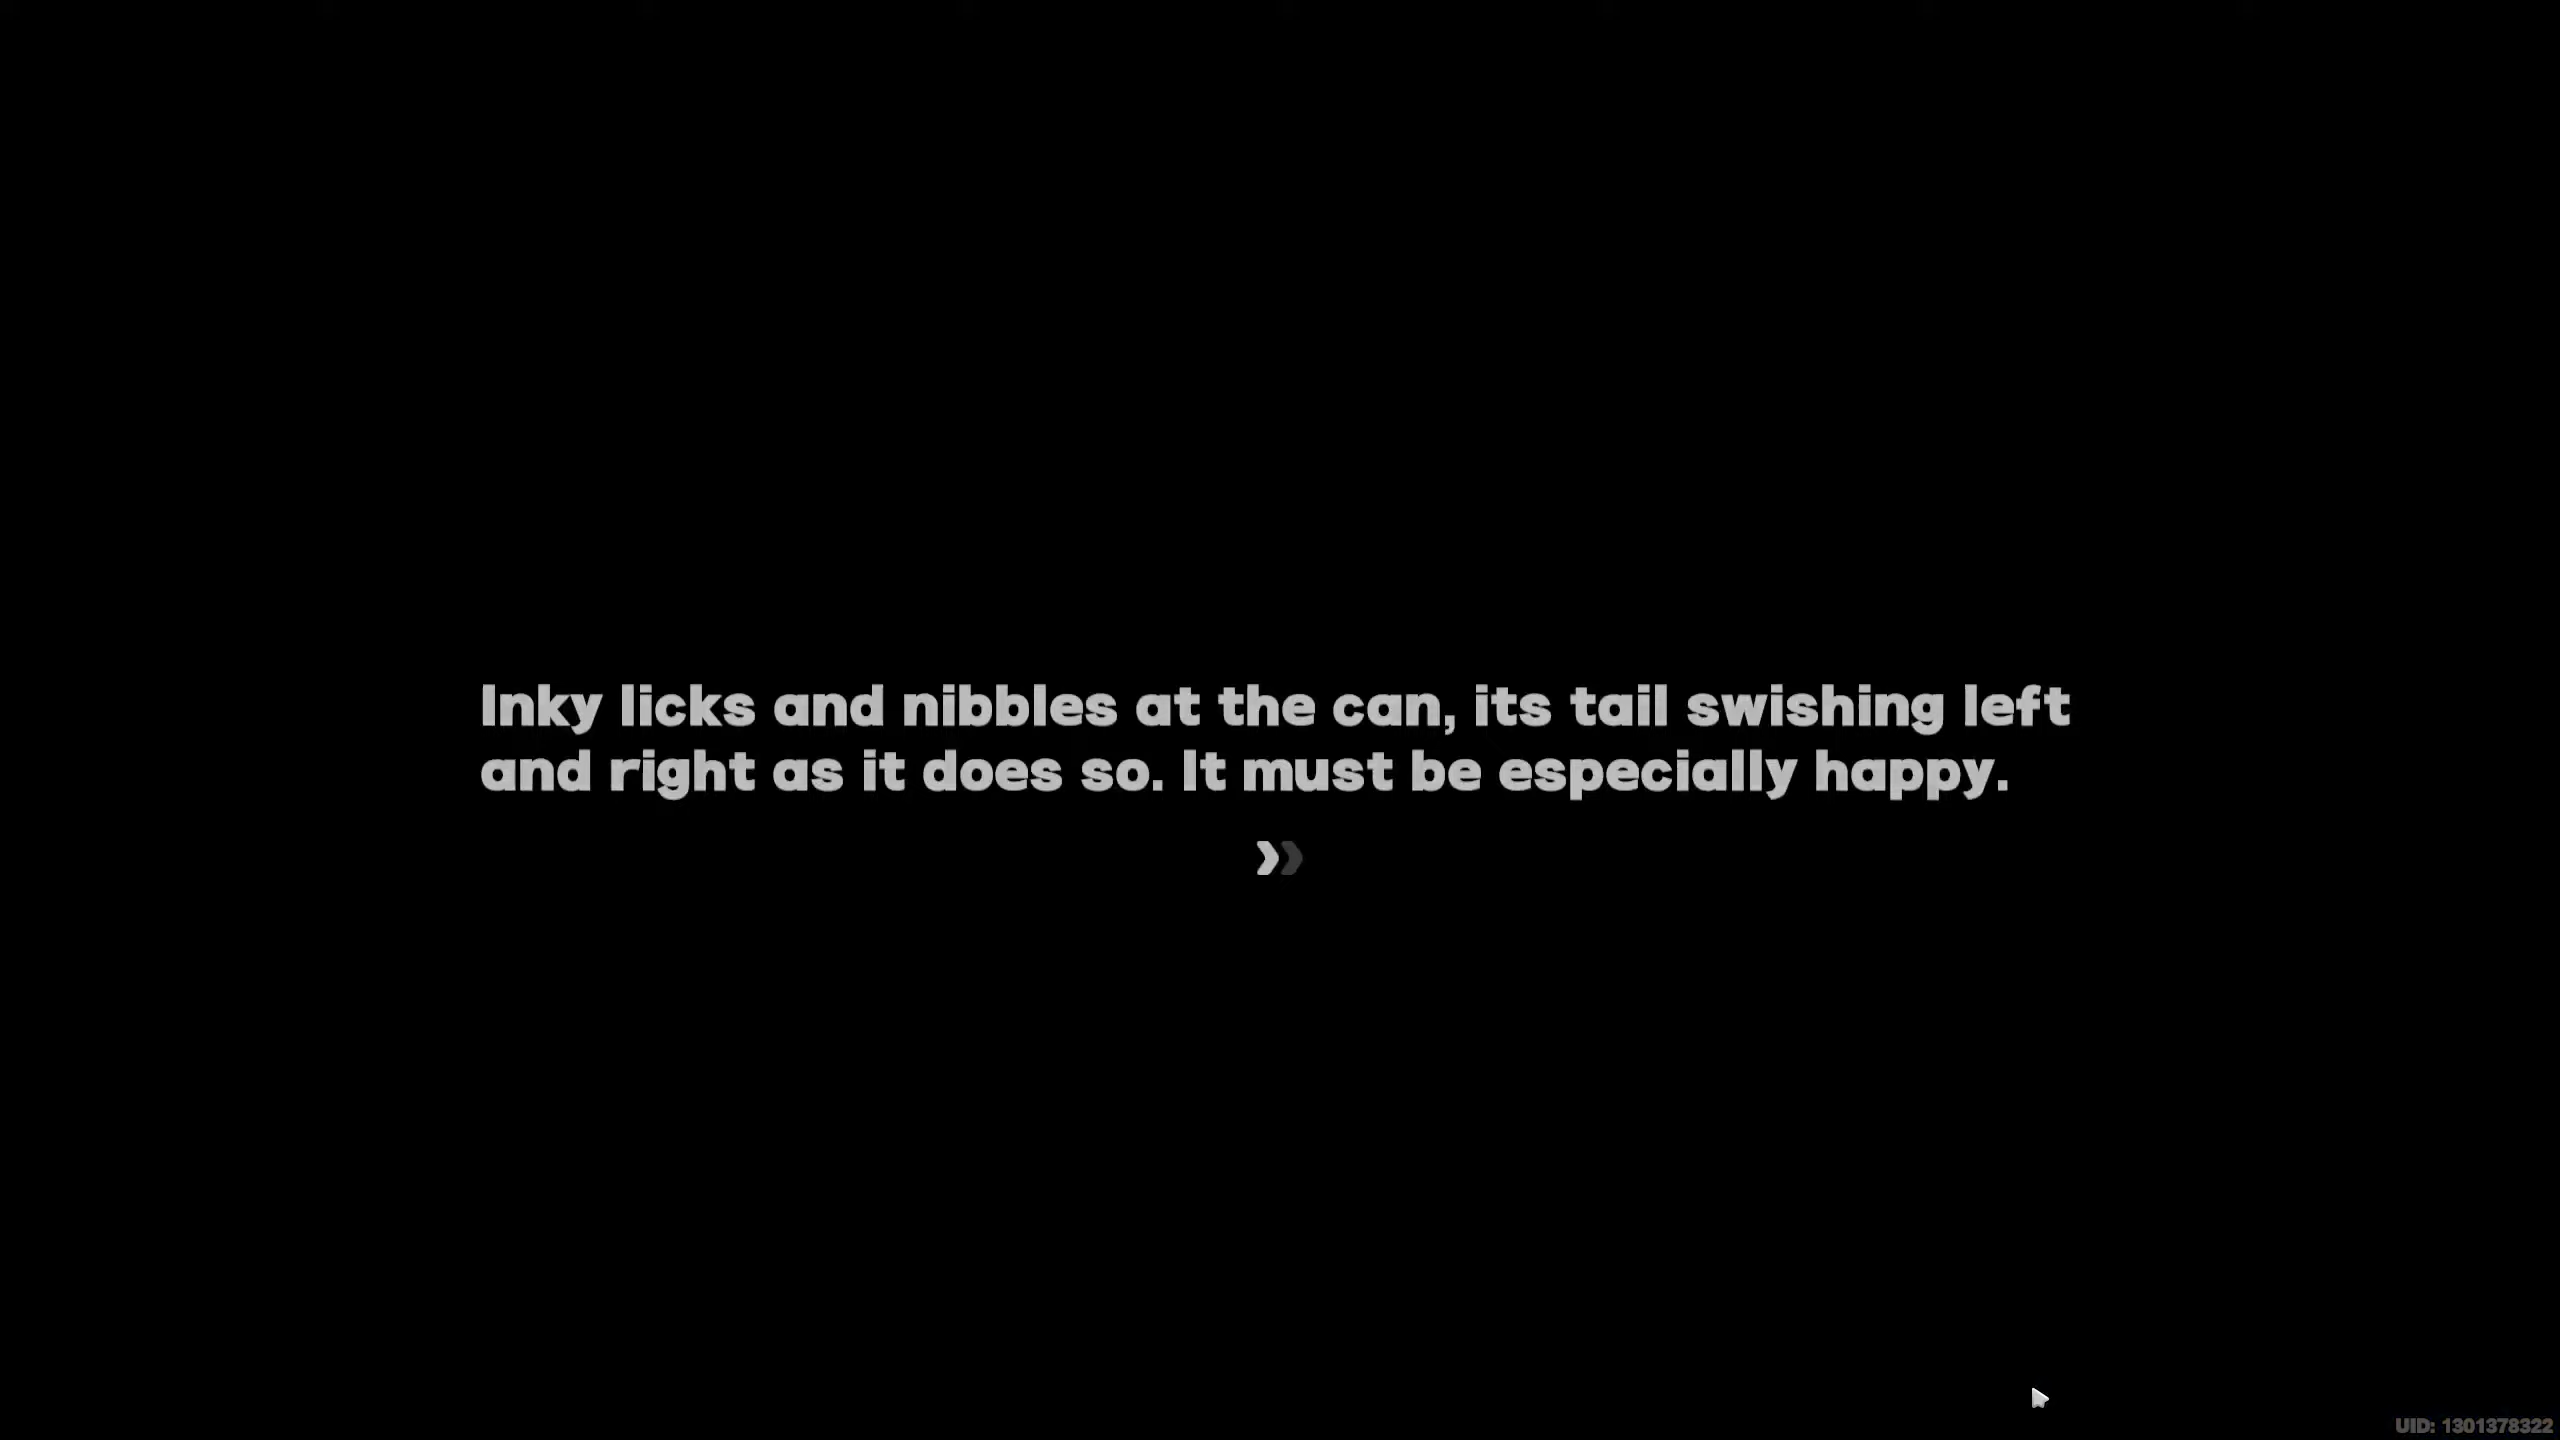 Inky licks and nibbles at the can, its tail swishing left
and right as it does so. It must be especially happy.
UID: 1301378322